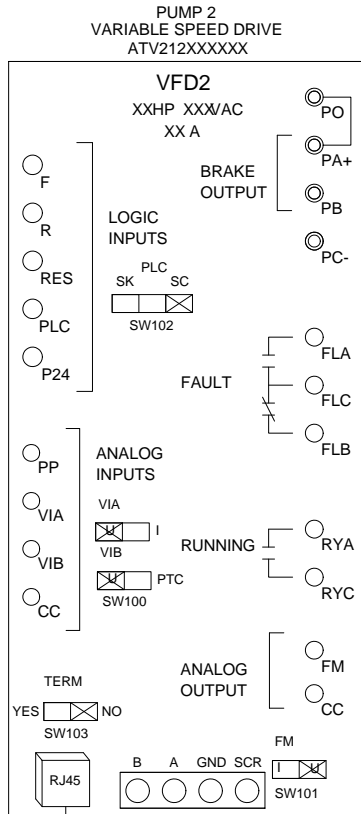 PUMP 2
VARIABLE SPEED DRIVE
ATV212XXXXXX
VFD2
XXHP XXXVAC
XX A
PO
PA+
BRAKE
OUTPUT
PB
PC-
F
R
RES
PLC
P24
LOGIC
INPUTS
PLC
SK SC
SW102
FAULT
FLA
FLC
FLB
PP
VIA
VIB
CC
ANALOG
INPUTS
VIA
U I
VIB
U PTC
SW100
RUNNING
RYA
RYC
ANALOG
OUTPUT
FM
CC
TERM
YES NO
SW103
RJ45
B A GND SCR
FM
I U
SW101